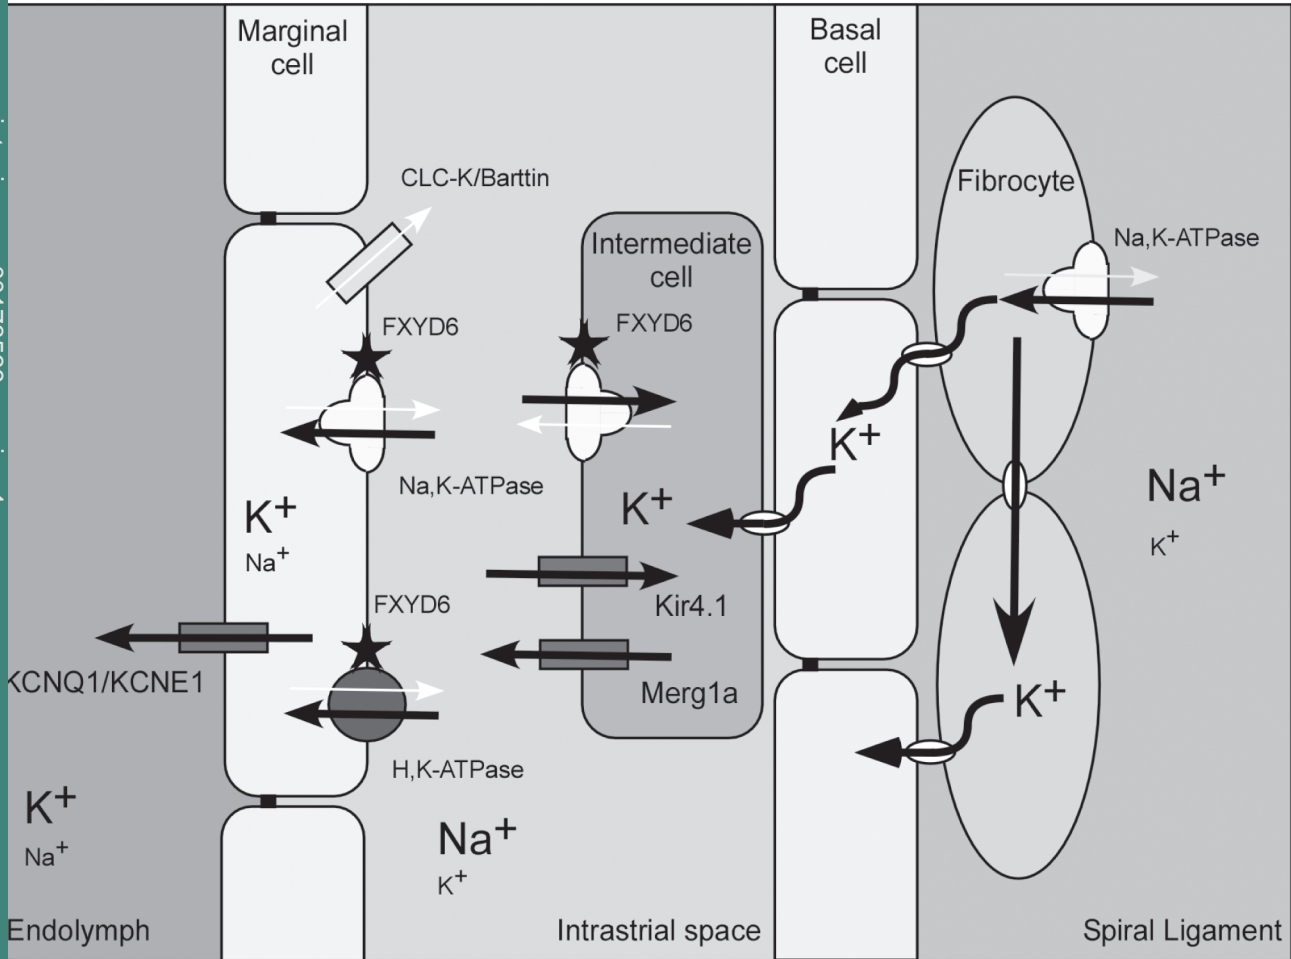 Marginal
cell
Basal
cell
CLC-K/Barttin
Fibrocyte
Intermediate
cell
Na,K-ATPase
FXYD6
FXYD6
K+
Na,K-ATPase
K+
K+
Na+
Na+
K+
FXYD6
Kir4.1
KCNQ1/KCNE1
Merg1a
K+
H,K-ATPase
K+
Na+
Na+
K+
Endolymph
Intrastrial space
Spiral Ligament